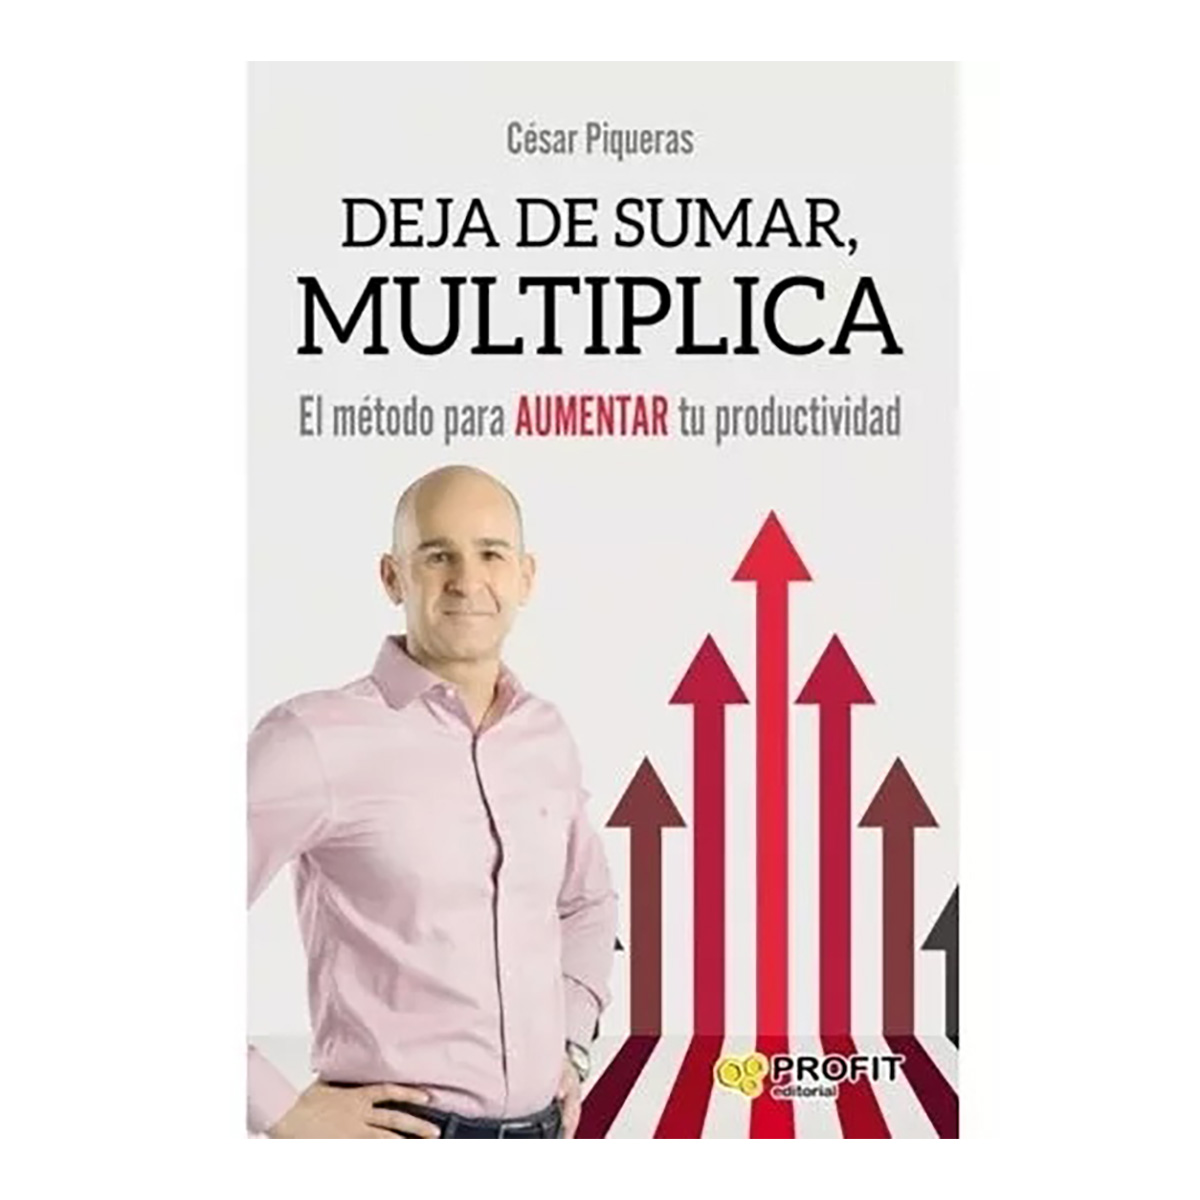 César Piqueras
DEJA DE SUMAR,
MULTIPLICA
El método para AUMENTAR tu productividad
PROFIT
editorial